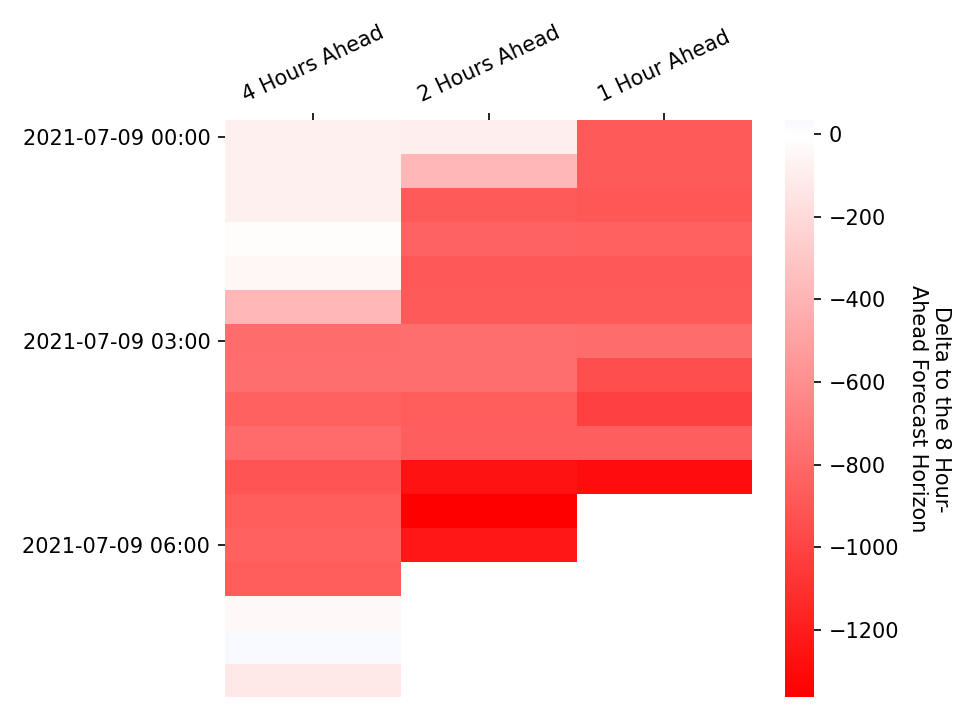 4 Hours Ahead
2 Hours Ahead
1 Hour Ahead
2021-07-09 00:00
2021-07-09 03:00
2021-07-09 06:00
0
−200
−400
−600
−800
−1000
−1200
Delta to the 8 Hour-
Ahead Forecast Horizon